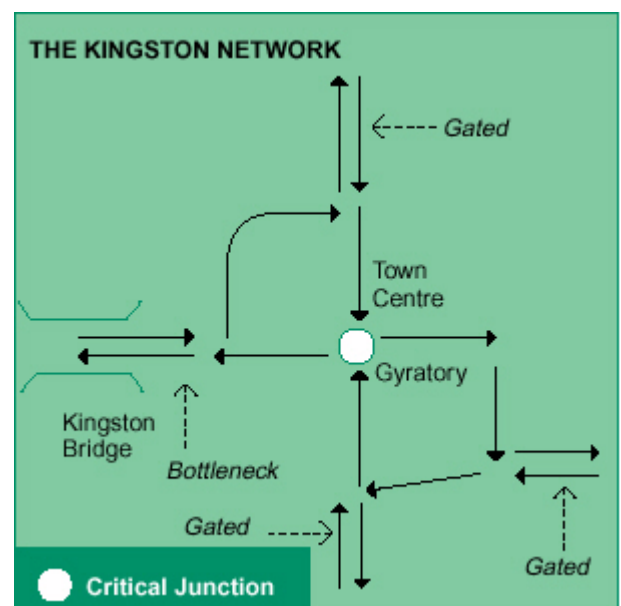 THE KINGSTON NETWORK
Gated
Town
Centre
Gyratory
Kingston
Bridge
Bottleneck
Gated
Gated
Critical Junction